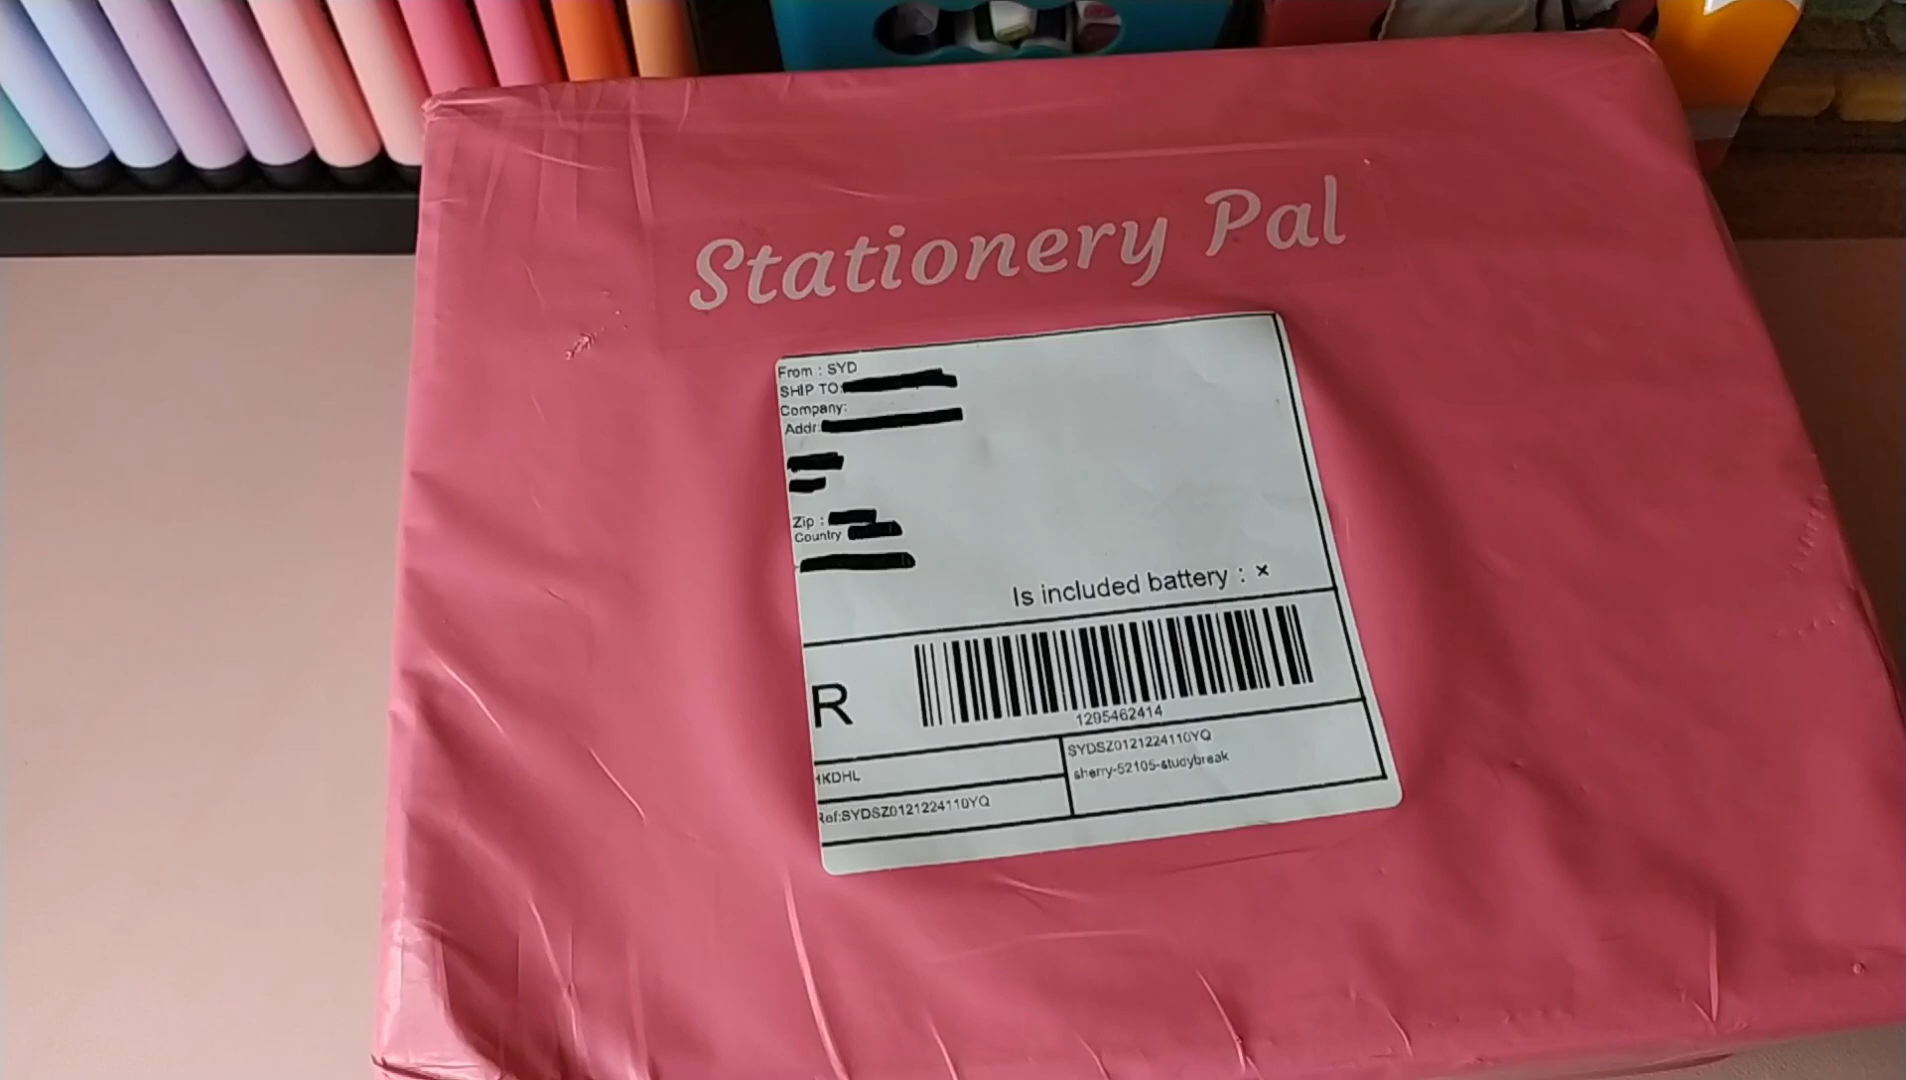 Stationery Pal
From : SYD
SHIP TO:
Company:
Addr:
Zip :
Country
Is included battery : ×
R
1295462414
HKDHL
SYDSZ0121224110YQ
sherry-52105-studybreak
Ref:SYDSZ0121224110YQ